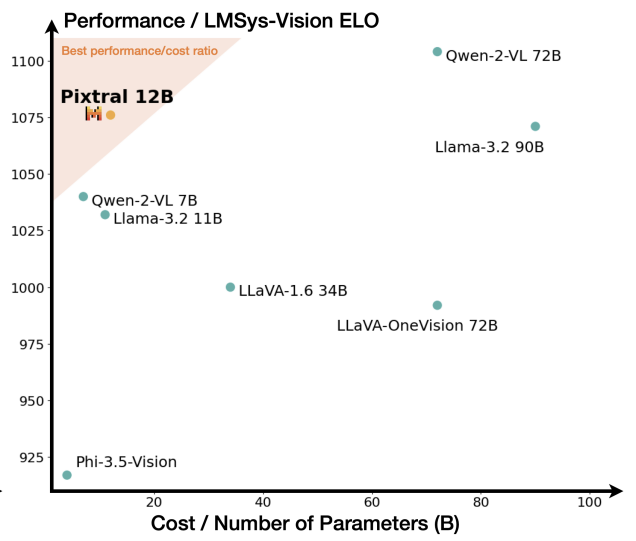 Performance / LMSys-Vision ELO
Best performance/cost ratio
1100
Qwen-2-VL 72B
Pixtral 12B
1075
Llama-3.2 90B
1050
Qwen-2-VL 7B
Llama-3.2 11B
1025
1000
LLaVA-1.6 34B
LLaVA-OneVision 72B
975
950
925
Phi-3.5-Vision
20 40 60 80 100
Cost / Number of Parameters (B)